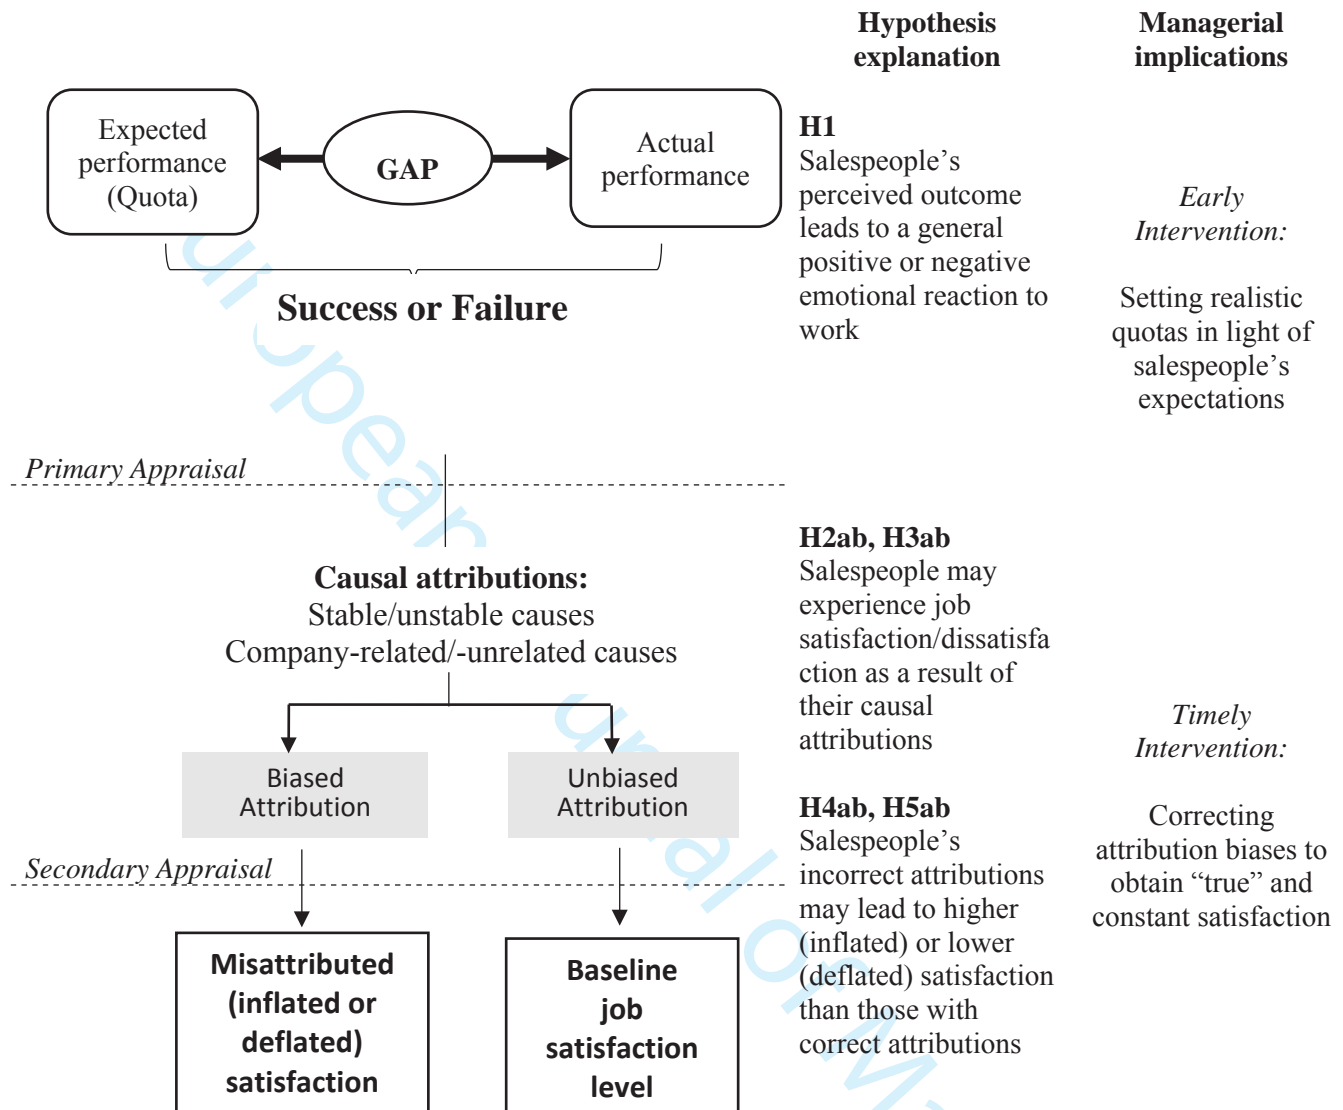 Hypothesis
explanation
Managerial
implications
Expected
performance
(Quota)
GAP
Actual
performance
Success or Failure
H1
Salespeople’s
perceived outcome
leads to a general
positive or negative
emotional reaction to
work
Early
Intervention:
Setting realistic
quotas in light of
salespeople’s
expectations
Primary Appraisal
Causal attributions:
Stable/unstable causes
Company-related/-unrelated causes
Biased
Attribution
Unbiased
Attribution
H2ab, H3ab
Salespeople may
experience job
satisfaction/dissatisfa
ction as a result of
their causal
attributions
Timely
Intervention:
Correcting
attribution biases to
obtain “true” and
constant satisfaction
H4ab, H5ab
Salespeople’s
incorrect attributions
may lead to higher
(inflated) or lower
(deflated) satisfaction
than those with
correct attributions
Secondary Appraisal
Misattributed
(inflated or
deflated)
satisfaction
Baseline
job
satisfaction
level